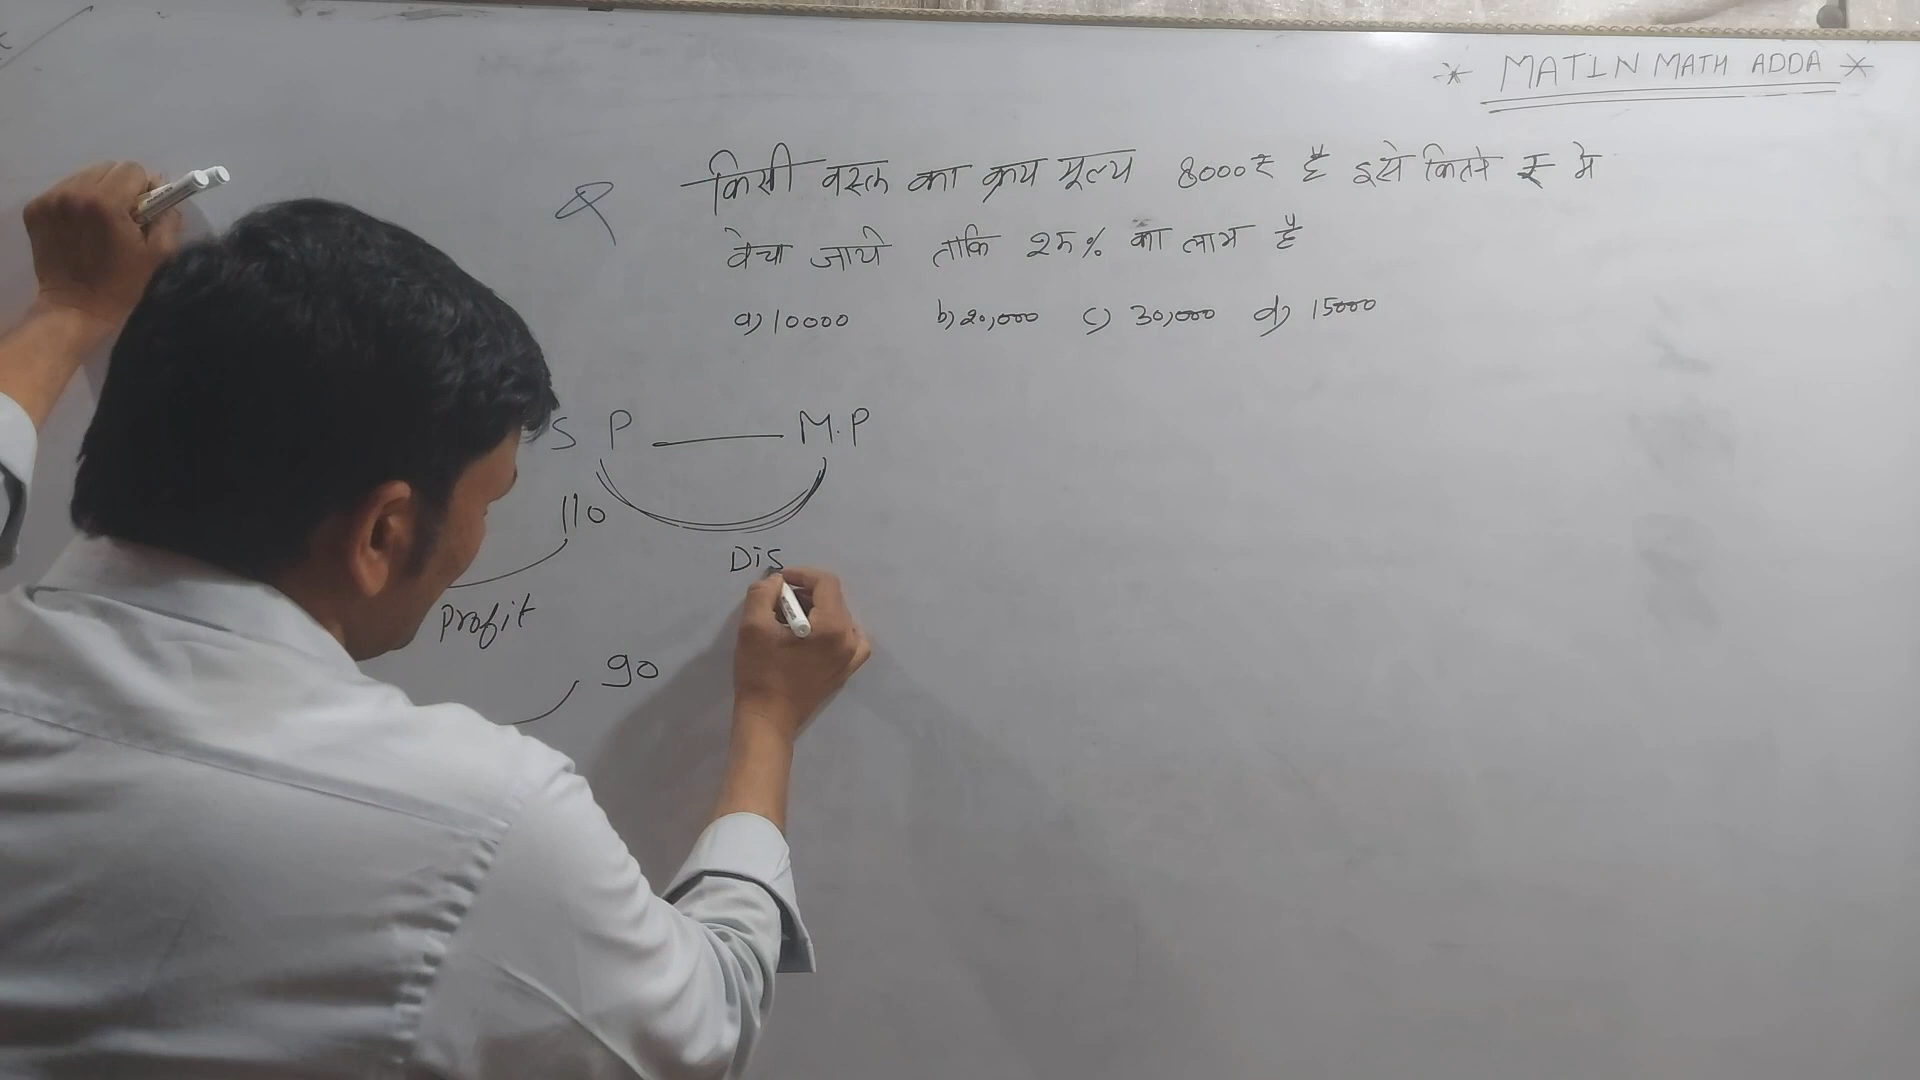 * MATIN MATH ADDA *
Q किसी वस्तु का क्रय मूल्य 8000₹ है इसे कितने ₹ मे
बेचा जाये ताकि 25% का लाभ है
a) 10000 b) 20,000 c) 30,000 d) 15000
S P — M.P
110
Dis
Profit
90